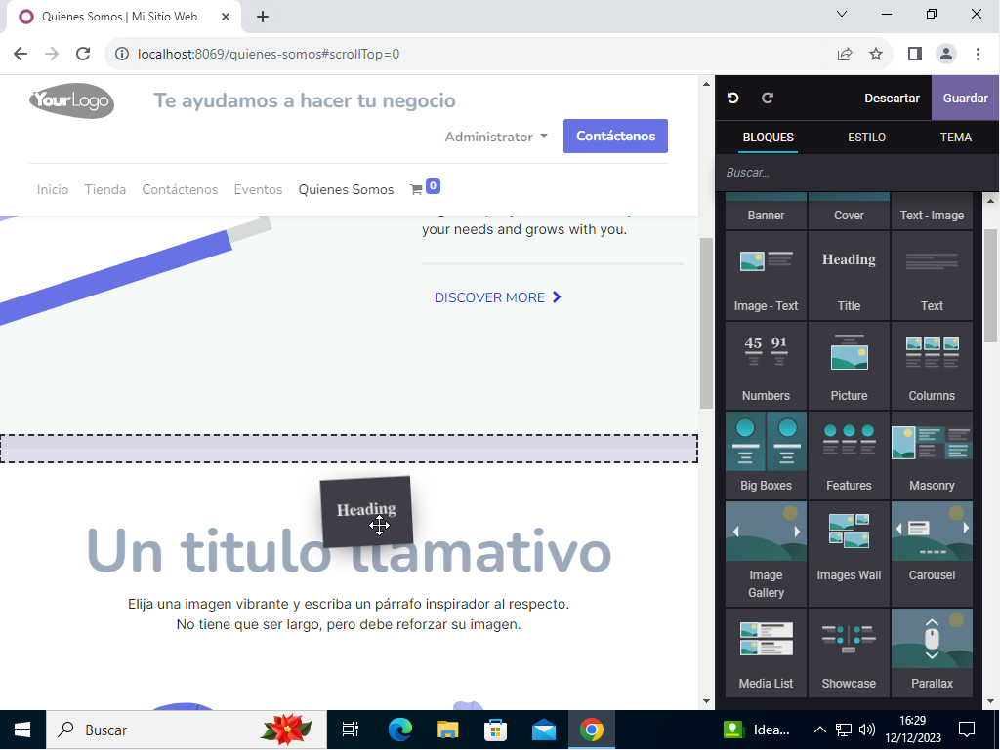 Quienes Somos | Mi Sitio Web
localhost:8069/quienes-somos#scrollTop=0
YourLogo
Te ayudamos a hacer tu negocio
Administrator
Contáctenos
Inicio
Tienda
Contáctenos
Eventos
Quienes Somos
0
your needs and grows with you.
DISCOVER MORE
Heading
Un titulo llamativo
Elija una imagen vibrante y escriba un párrafo inspirador al respecto.
No tiene que ser largo, pero debe reforzar su imagen.
Descartar
Guardar
BLOQUES
ESTILO
TEMA
Buscar...
Banner
Cover
Text - Image
Heading
Image - Text
Title
Text
45 91
Numbers
Picture
Columns
Big Boxes
Features
Masonry
Image
Gallery
Images Wall
Carousel
Media List
Showcase
Parallax
Buscar
Idea...
16:29
12/12/2023